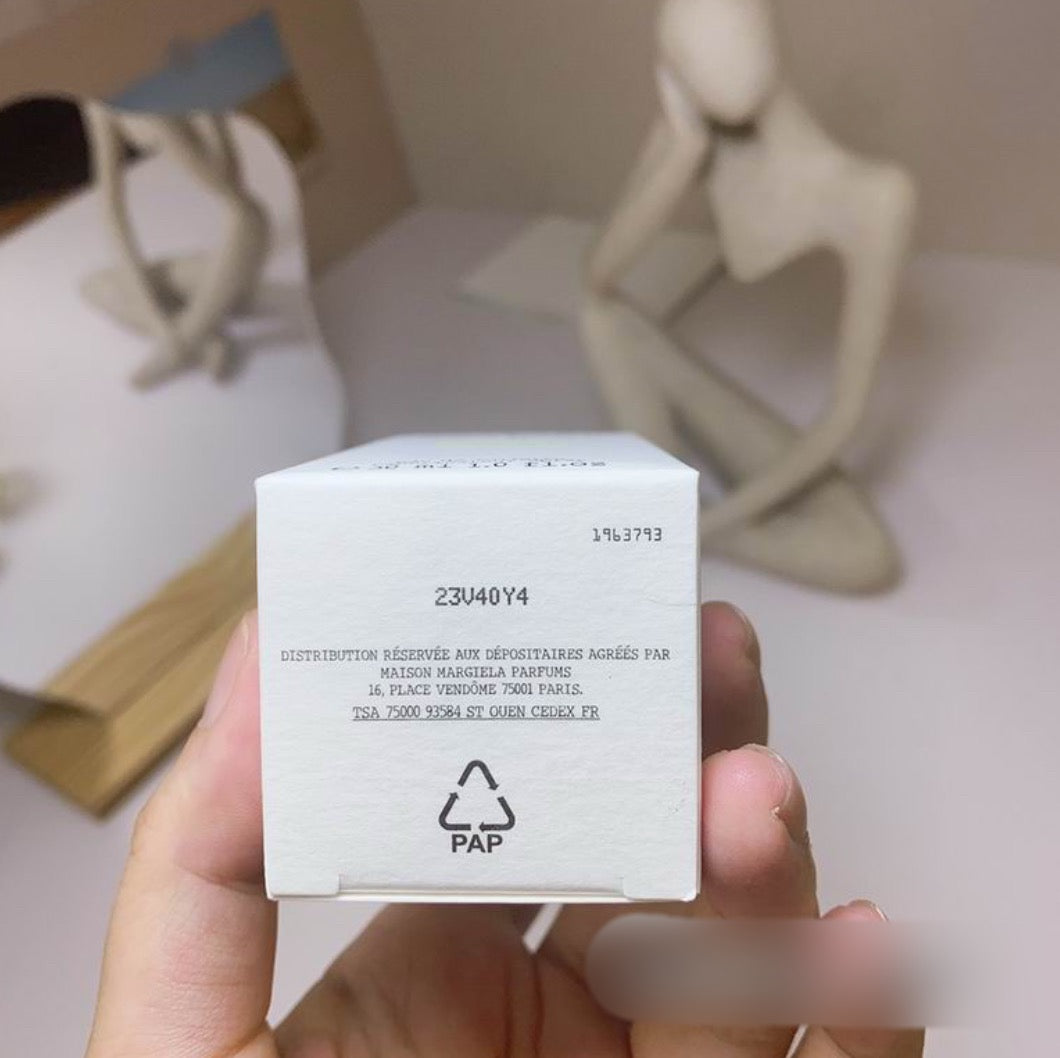 1963793
23V40Y4
DISTRIBUTION RÉSERVÉE AUX DÉPOSITAIRES AGRÉÉS PAR
MAISON MARGIELA PARFUMS
16, PLACE VENDÔME 75001 PARIS.
TSA 75000 93584 ST OUEN CEDEX FR
PAP